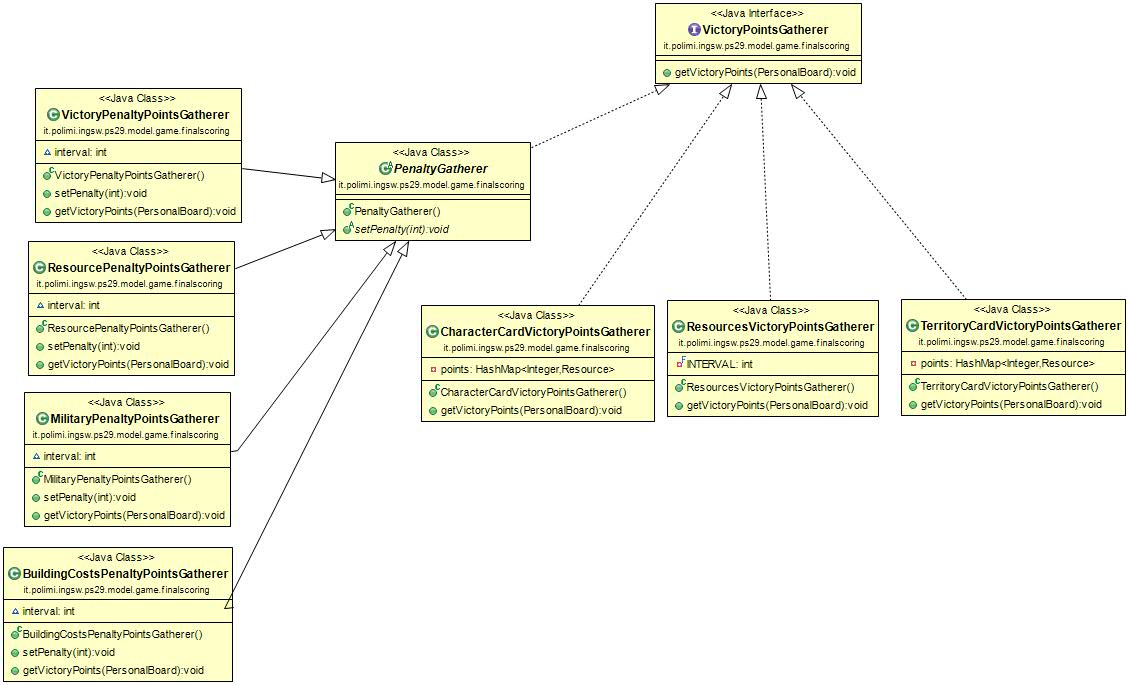 <<Java Interface>>
VictoryPointsGatherer
it.polimi.ingsw.ps29.model.game.finalscoring
getVictoryPoints(PersonalBoard):void
<<Java Class>>
VictoryPenaltyPointsGatherer
it.polimi.ingsw.ps29.model.game.finalscoring
interval: int
VictoryPenaltyPointsGatherer()
setPenalty(int):void
getVictoryPoints(PersonalBoard):void
<<Java Class>>
PenaltyGatherer
it.polimi.ingsw.ps29.model.game.finalscoring
PenaltyGatherer()
setPenalty(int):void
<<Java Class>>
ResourcePenaltyPointsGatherer
it.polimi.ingsw.ps29.model.game.finalscoring
interval: int
ResourcePenaltyPointsGatherer()
setPenalty(int):void
getVictoryPoints(PersonalBoard):void
<<Java Class>>
CharacterCardVictoryPointsGatherer
it.polimi.ingsw.ps29.model.game.finalscoring
points: HashMap<Integer,Resource>
CharacterCardVictoryPointsGatherer()
getVictoryPoints(PersonalBoard):void
<<Java Class>>
ResourcesVictoryPointsGatherer
it.polimi.ingsw.ps29.model.game.finalscoring
INTERVAL: int
ResourcesVictoryPointsGatherer()
getVictoryPoints(PersonalBoard):void
<<Java Class>>
TerritoryCardVictoryPointsGatherer
it.polimi.ingsw.ps29.model.game.finalscoring
points: HashMap<Integer,Resource>
TerritoryCardVictoryPointsGatherer()
getVictoryPoints(PersonalBoard):void
<<Java Class>>
MilitaryPenaltyPointsGatherer
it.polimi.ingsw.ps29.model.game.finalscoring
interval: int
MilitaryPenaltyPointsGatherer()
setPenalty(int):void
getVictoryPoints(PersonalBoard):void
<<Java Class>>
BuildingCostsPenaltyPointsGatherer
it.polimi.ingsw.ps29.model.game.finalscoring
interval: int
BuildingCostsPenaltyPointsGatherer()
setPenalty(int):void
getVictoryPoints(PersonalBoard):void